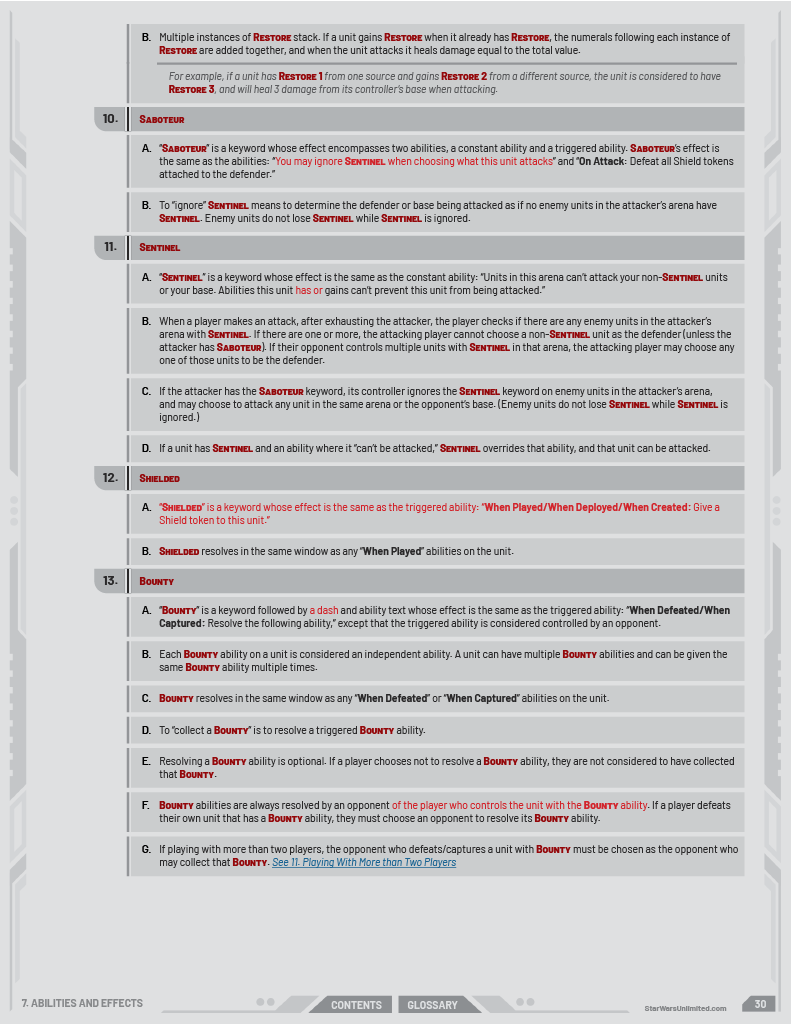 B. Multiple instances of RESTORE stack. If a unit gains RESTORE when it already has RESTORE, the numerals following each instance of
RESTORE are added together, and when the unit attacks it heals damage equal to the total value.
For example, if a unit has RESTORE 1 from one source and gains RESTORE 2 from a different source, the unit is considered to have
RESTORE 3, and will heal 3 damage from its controller's base when attacking.
10. SABOTEUR
A. "SABOTEUR" is a keyword whose effect encompasses two abilities, a constant ability and a triggered ability. SABOTEUR's effect is
the same as the abilities: "You may ignore SENTINEL when choosing what this unit attacks" and "On Attack: Defeat all Shield tokens
attached to the defender."
B. To "ignore" SENTINEL means to determine the defender or base being attacked as if no enemy units in the attacker's arena have
SENTINEL. Enemy units do not lose SENTINEL while SENTINEL is ignored.
11. SENTINEL
A. "SENTINEL" is a keyword whose effect is the same as the constant ability: "Units in this arena can't attack your non-SENTINEL units
or your base. Abilities this unit has or gains can't prevent this unit from being attacked."
B. When a player makes an attack, after exhausting the attacker, the player checks if there are any enemy units in the attacker's
arena with SENTINEL. If there are one or more, the attacking player cannot choose a non-SENTINEL unit as the defender (unless the
attacker has SABOTEUR). If their opponent controls multiple units with SENTINEL in that arena, the attacking player may choose any
one of those units to be the defender.
C. If the attacker has the SABOTEUR keyword, its controller ignores the SENTINEL keyword on enemy units in the attacker's arena,
and may choose to attack any unit in the same arena or the opponent's base. (Enemy units do not lose SENTINEL while SENTINEL is
ignored.)
D. If a unit has SENTINEL and an ability where it "can't be attacked," SENTINEL overrides that ability, and that unit can be attacked.
12. SHIELDED
A. "SHIELDED" is a keyword whose effect is the same as the triggered ability: "When Played/When Deployed/When Created: Give a
Shield token to this unit."
B. SHIELDED resolves in the same window as any "When Played" abilities on the unit.
13. BOUNTY
A. "BOUNTY" is a keyword followed by a dash and ability text whose effect is the same as the triggered ability: "When Defeated/When
Captured: Resolve the following ability," except that the triggered ability is considered controlled by an opponent.
B. Each BOUNTY ability on a unit is considered an independent ability. A unit can have multiple BOUNTY abilities and can be given the
same BOUNTY ability multiple times.
C. BOUNTY resolves in the same window as any "When Defeated" or "When Captured" abilities on the unit.
D. To "collect a BOUNTY" is to resolve a triggered BOUNTY ability.
E. Resolving a BOUNTY ability is optional. If a player chooses not to resolve a BOUNTY ability, they are not considered to have collected
that BOUNTY.
F. BOUNTY abilities are always resolved by an opponent of the player who controls the unit with the BOUNTY ability. If a player defeats
their own unit that has a BOUNTY ability, they must choose an opponent to resolve its BOUNTY ability.
G. If playing with more than two players, the opponent who defeats/captures a unit with BOUNTY must be chosen as the opponent who
may collect that BOUNTY. See 11. Playing With More than Two Players
7. ABILITIES AND EFFECTS
CONTENTS
GLOSSARY
StarWarsUnlimited.com
30